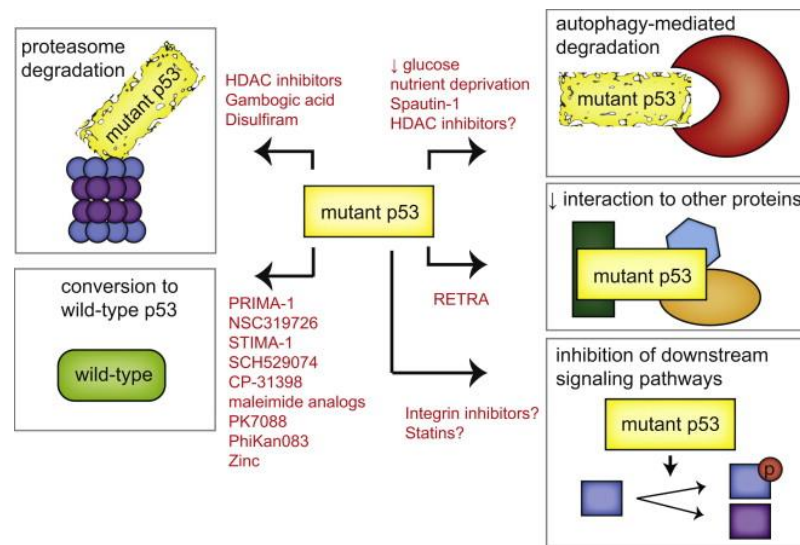 proteasome
degradation
mutant p53
HDAC inhibitors
Gambogic acid
Disulfiram
↓ glucose
nutrient deprivation
Spautin-1
HDAC inhibitors?
autophagy-mediated
degradation
mutant p53
mutant p53
↓ interaction to other proteins
mutant p53
conversion to
wild-type p53
wild-type
PRIMA-1
NSC319726
STIMA-1
SCH529074
CP-31398
maleimide analogs
PK7088
PhiKan083
Zinc
RETRA
Integrin inhibitors?
Statins?
inhibition of downstream
signaling pathways
mutant p53
p